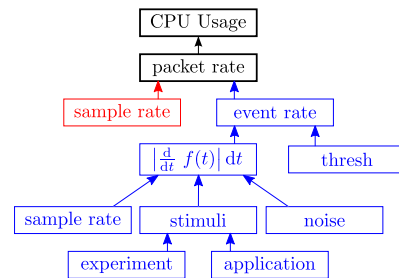 CPU Usage
packet rate
sample rate
event rate
|d/dt f(t)| dt
thresh
sample rate
stimuli
noise
experiment
application